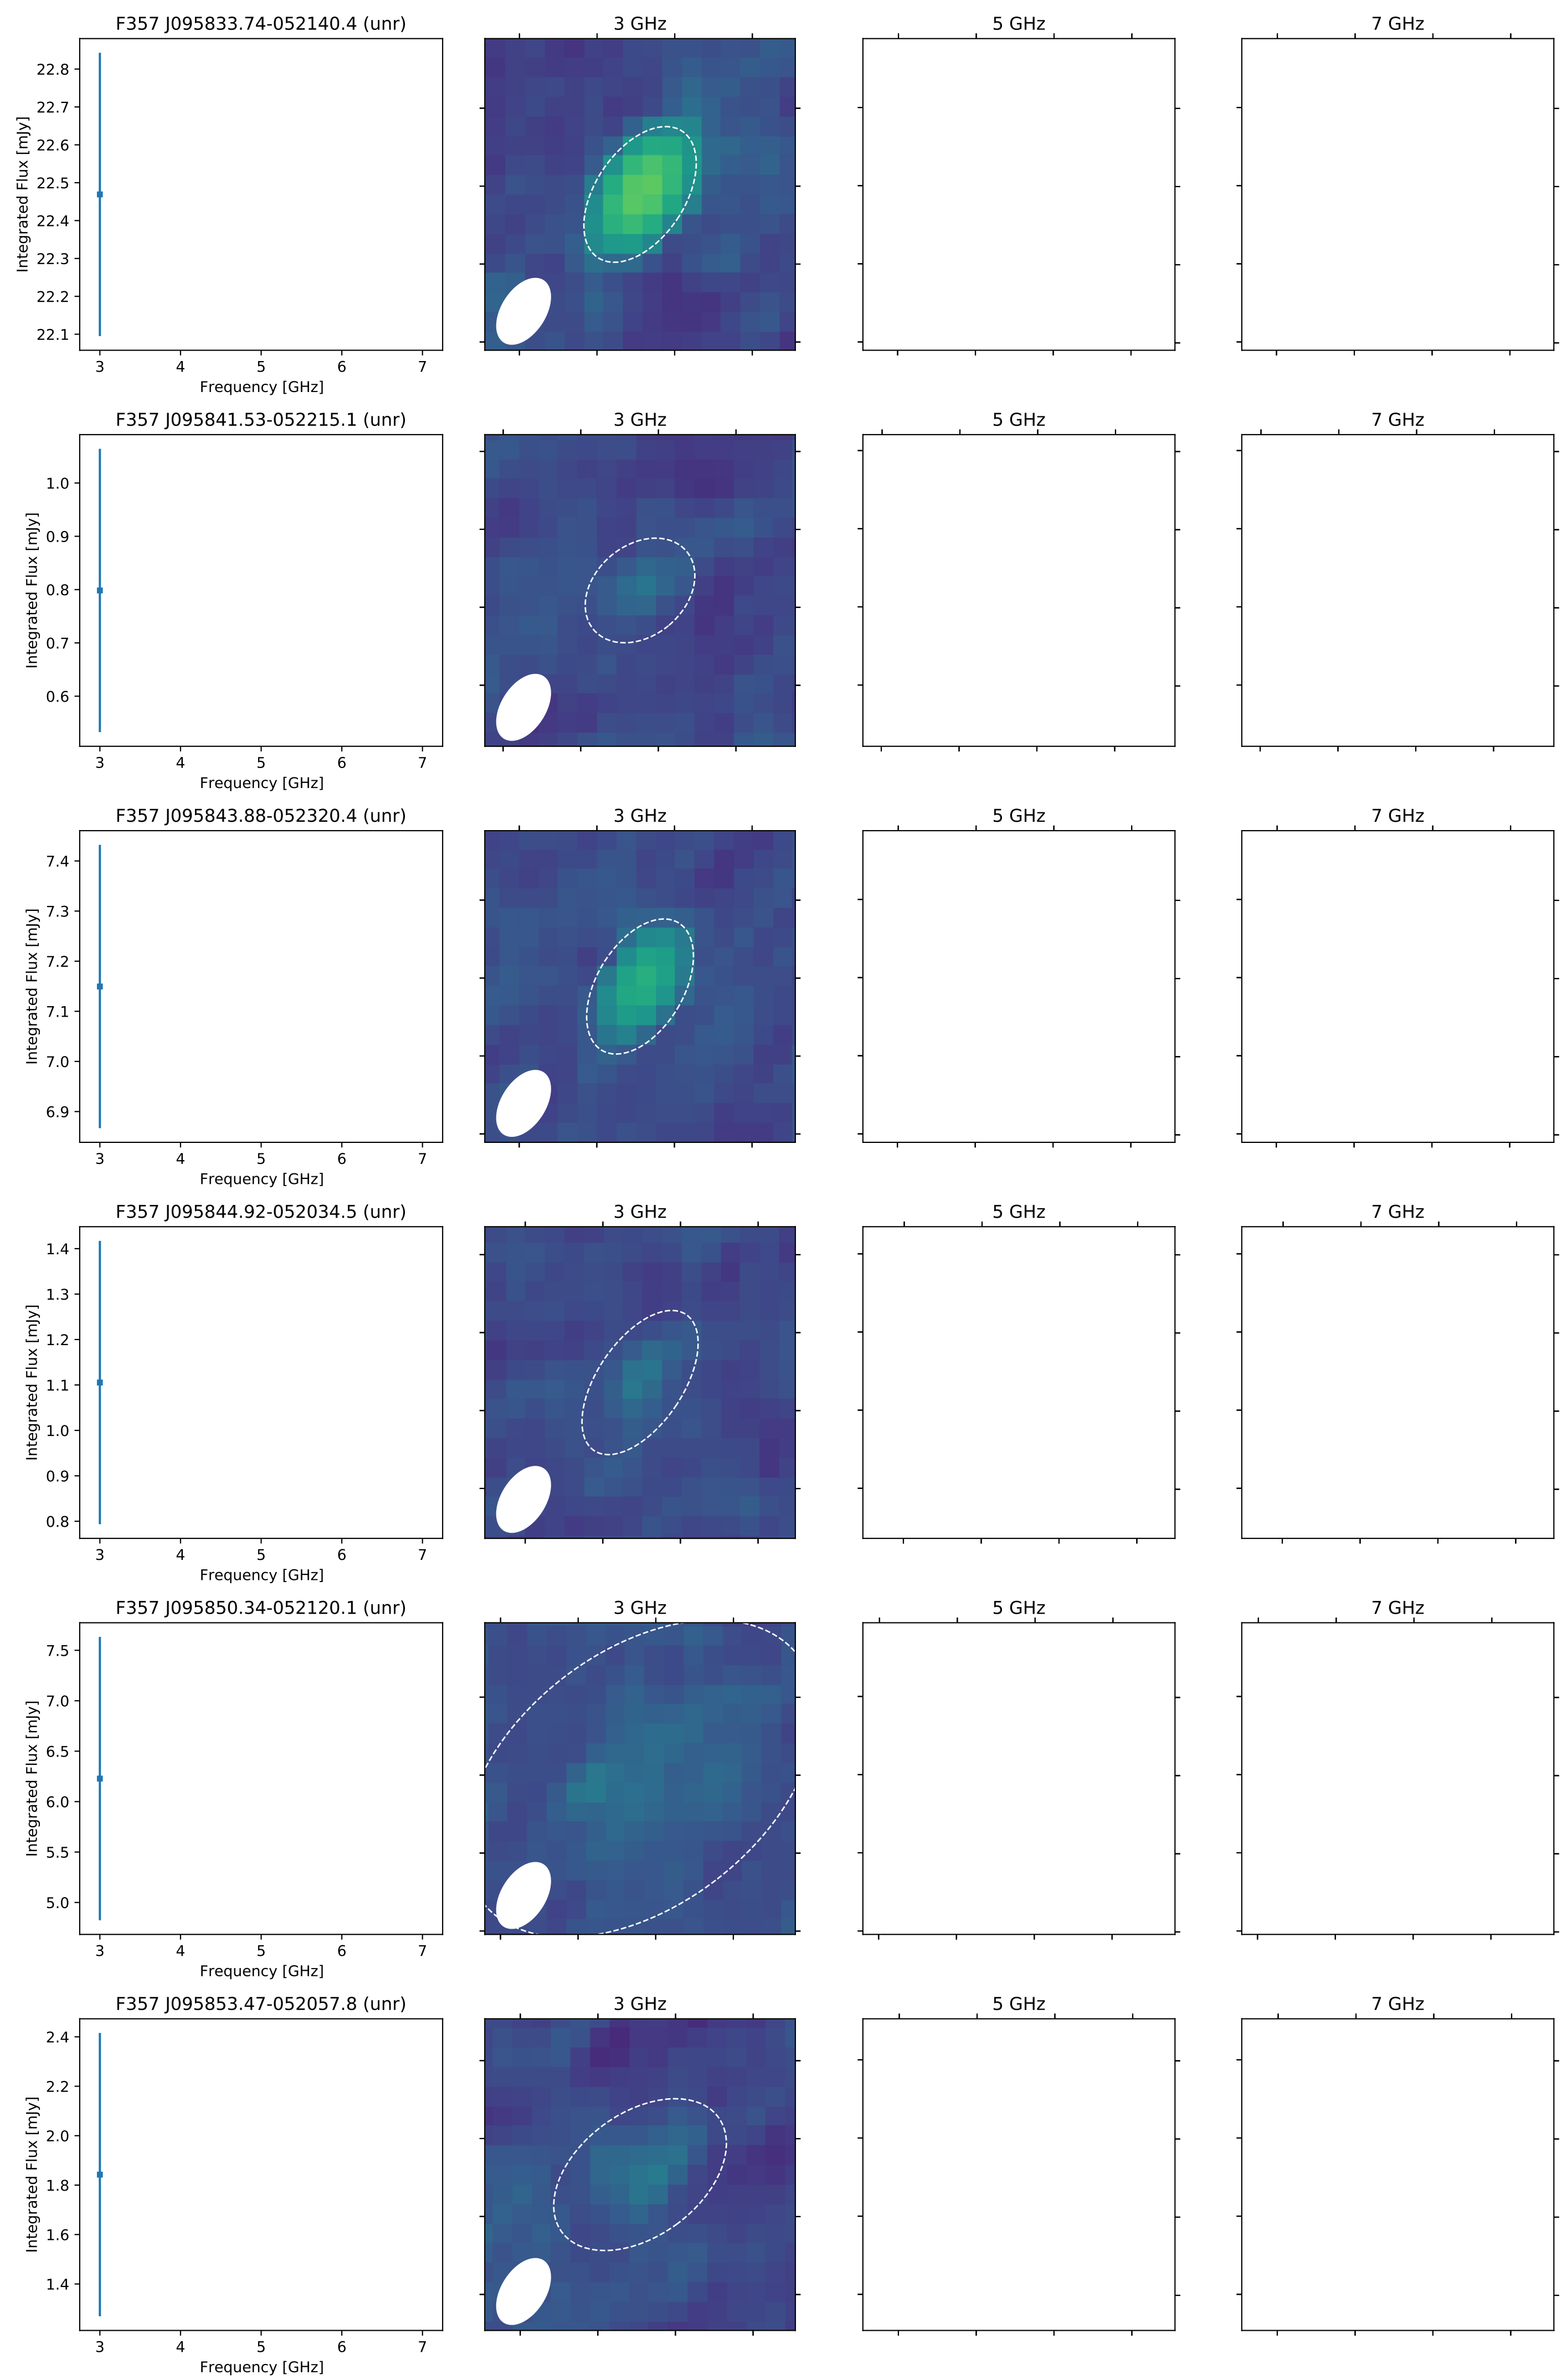 F357 J095833.74-052140.4 (unr)
3 GHz
5 GHz
7 GHz
Integrated Flux [mJy]
22.8
22.7
22.6
22.5
22.4
22.3
22.2
22.1
3 4 5 6 7
Frequency [GHz]
F357 J095841.53-052215.1 (unr)
3 GHz
5 GHz
7 GHz
Integrated Flux [mJy]
1.0
0.9
0.8
0.7
0.6
3 4 5 6 7
Frequency [GHz]
F357 J095843.88-052320.4 (unr)
3 GHz
5 GHz
7 GHz
Integrated Flux [mJy]
7.4
7.3
7.2
7.1
7.0
6.9
3 4 5 6 7
Frequency [GHz]
F357 J095844.92-052034.5 (unr)
3 GHz
5 GHz
7 GHz
Integrated Flux [mJy]
1.4
1.3
1.2
1.1
1.0
0.9
0.8
3 4 5 6 7
Frequency [GHz]
F357 J095850.34-052120.1 (unr)
3 GHz
5 GHz
7 GHz
Integrated Flux [mJy]
7.5
7.0
6.5
6.0
5.5
5.0
3 4 5 6 7
Frequency [GHz]
F357 J095853.47-052057.8 (unr)
3 GHz
5 GHz
7 GHz
Integrated Flux [mJy]
2.4
2.2
2.0
1.8
1.6
1.4
3 4 5 6 7
Frequency [GHz]